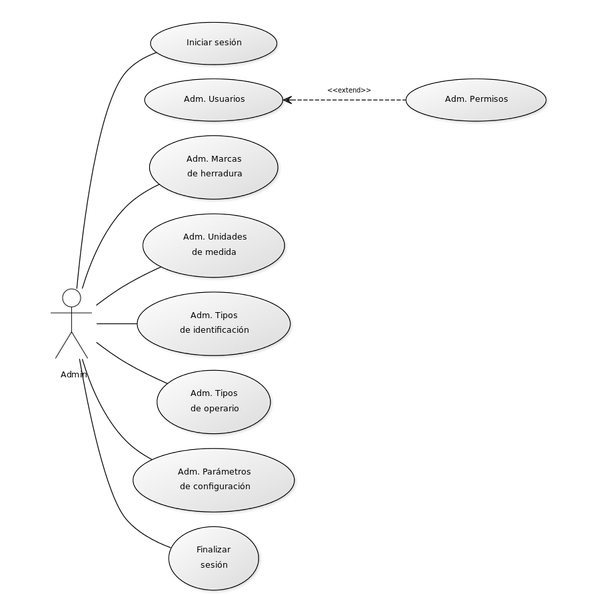 Iniciar sesión
Adm. Usuarios
<<extend>>
Adm. Permisos
Adm. Marcas
de herradura
Adm. Unidades
de medida
Adm. Tipos
de identificación
Admin
Adm. Tipos
de operario
Adm. Parámetros
de configuración
Finalizar
sesión